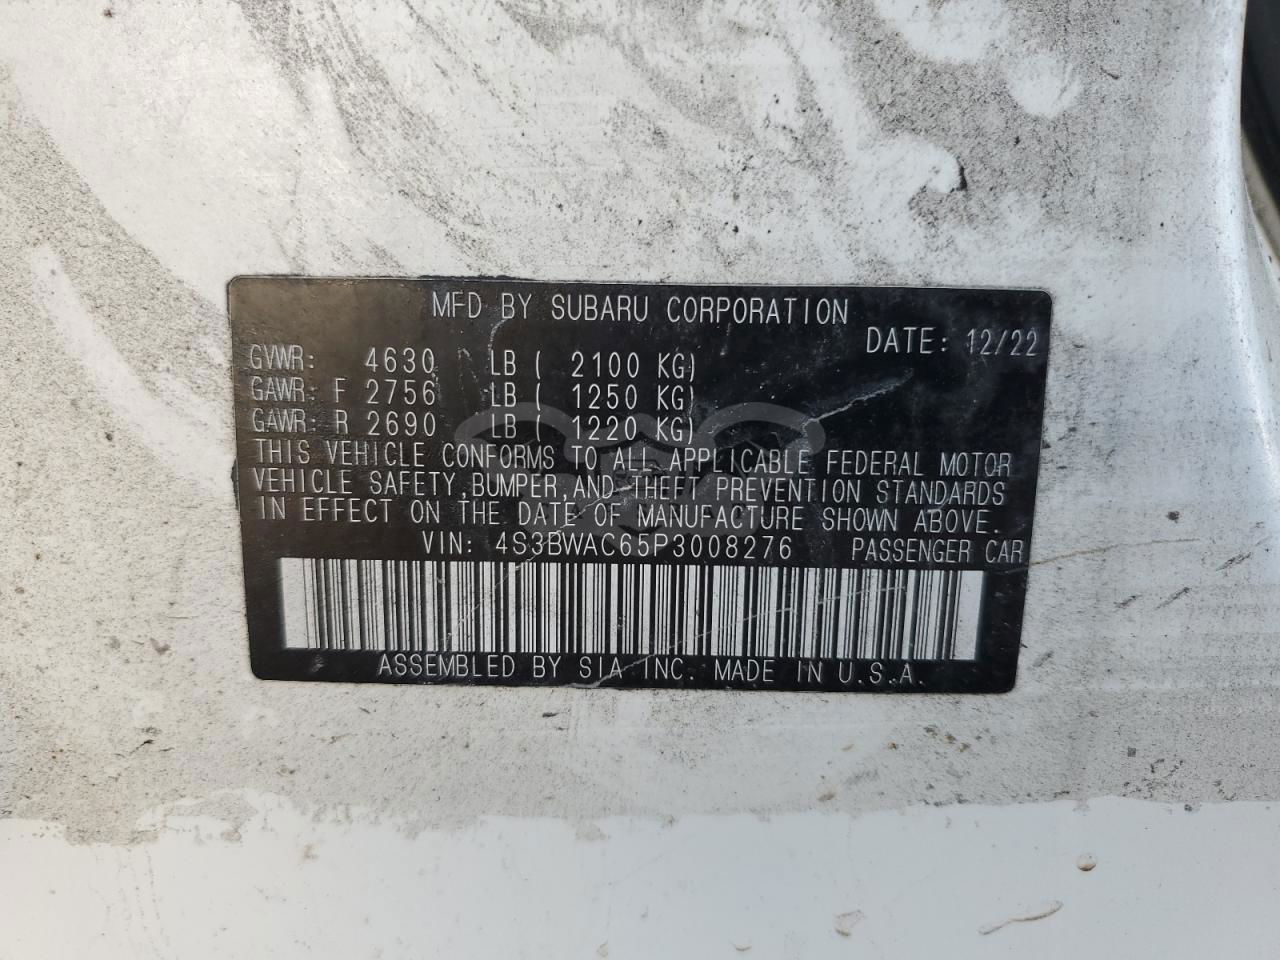 MFD BY SUBARU CORPORATION
DATE: 12/22
GVWR: 4630 LB ( 2100 KG)
GAWR: F 2756 LB ( 1250 KG)
GAWR: R 2690 LB ( 1220 KG)
THIS VEHICLE CONFORMS TO ALL APPLICABLE FEDERAL MOTOR
VEHICLE SAFETY,BUMPER,AND THEFT PREVENTION STANDARDS
IN EFFECT ON THE DATE OF MANUFACTURE SHOWN ABOVE.
VIN: 4S3BWAC65P3008276 PASSENGER CAR
ASSEMBLED BY SIA INC. MADE IN U.S.A.